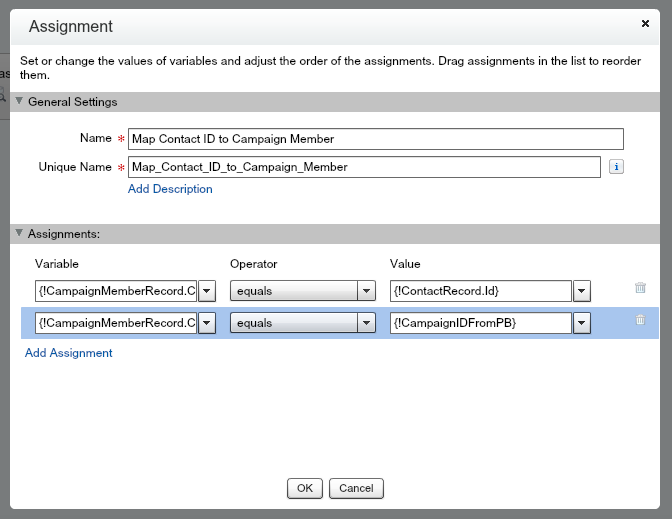 Assignment
Set or change the values of variables and adjust the order of the assignments. Drag assignments in the list to reorder
them.
as
General Settings
Name * Map Contact ID to Campaign Member
Unique Name * Map_Contact_ID_to_Campaign_Member i
Add Description
Assignments:
Variable Operator Value
{!CampaignMemberRecord.C equals {!ContactRecord.Id}
{!CampaignMemberRecord.C equals {!CampaignIDFromPB}
Add Assignment
OK Cancel